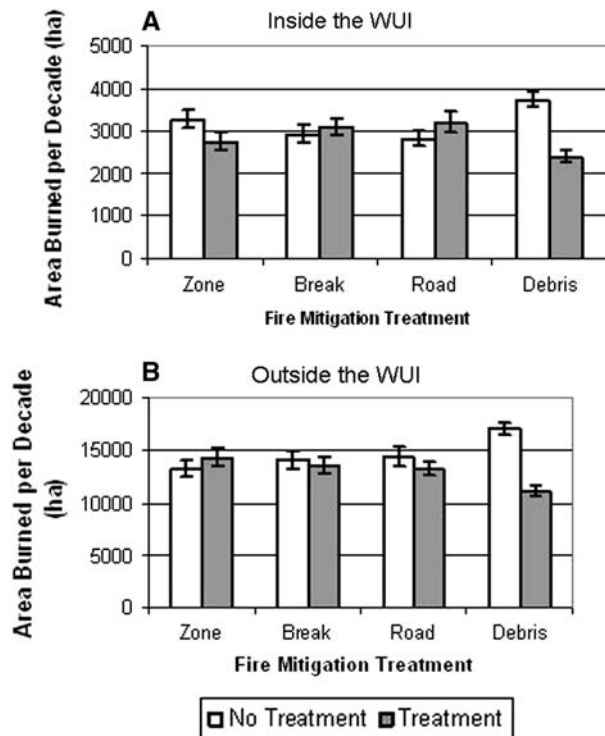 A Inside the WUI
Area Burned per Decade (ha)
5000
4000
3000
2000
1000
0
Zone Break Road Debris
Fire Mitigation Treatment
B Outside the WUI
Area Burned per Decade
(ha)
20000
15000
10000
5000
0
Zone Break Road Debris
Fire Mitigation Treatment
No Treatment Treatment